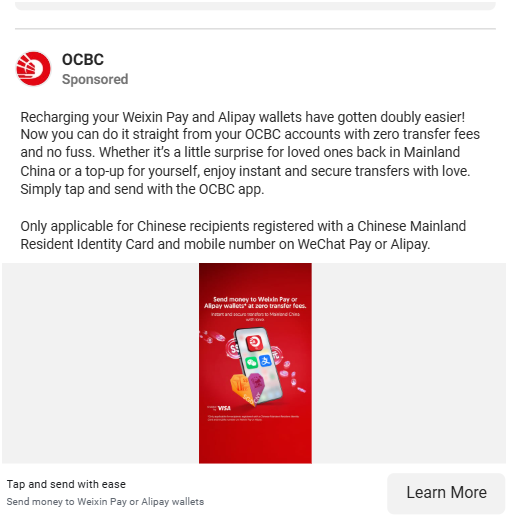 OCBC
Sponsored
Recharging your Weixin Pay and Alipay wallets have gotten doubly easier!
Now you can do it straight from your OCBC accounts with zero transfer fees
and no fuss. Whether it's a little surprise for loved ones back in Mainland
China or a top-up for yourself, enjoy instant and secure transfers with love.
Simply tap and send with the OCBC app.
Only applicable for Chinese recipients registered with a Chinese Mainland
Resident Identity Card and mobile number on WeChat Pay or Alipay.
Send money to Weixin Pay or
Alipay wallets* at zero transfer fees.
Instant and secure transfers to Mainland China
with love
VISA
Tap and send with ease
Send money to Weixin Pay or Alipay wallets
Learn More